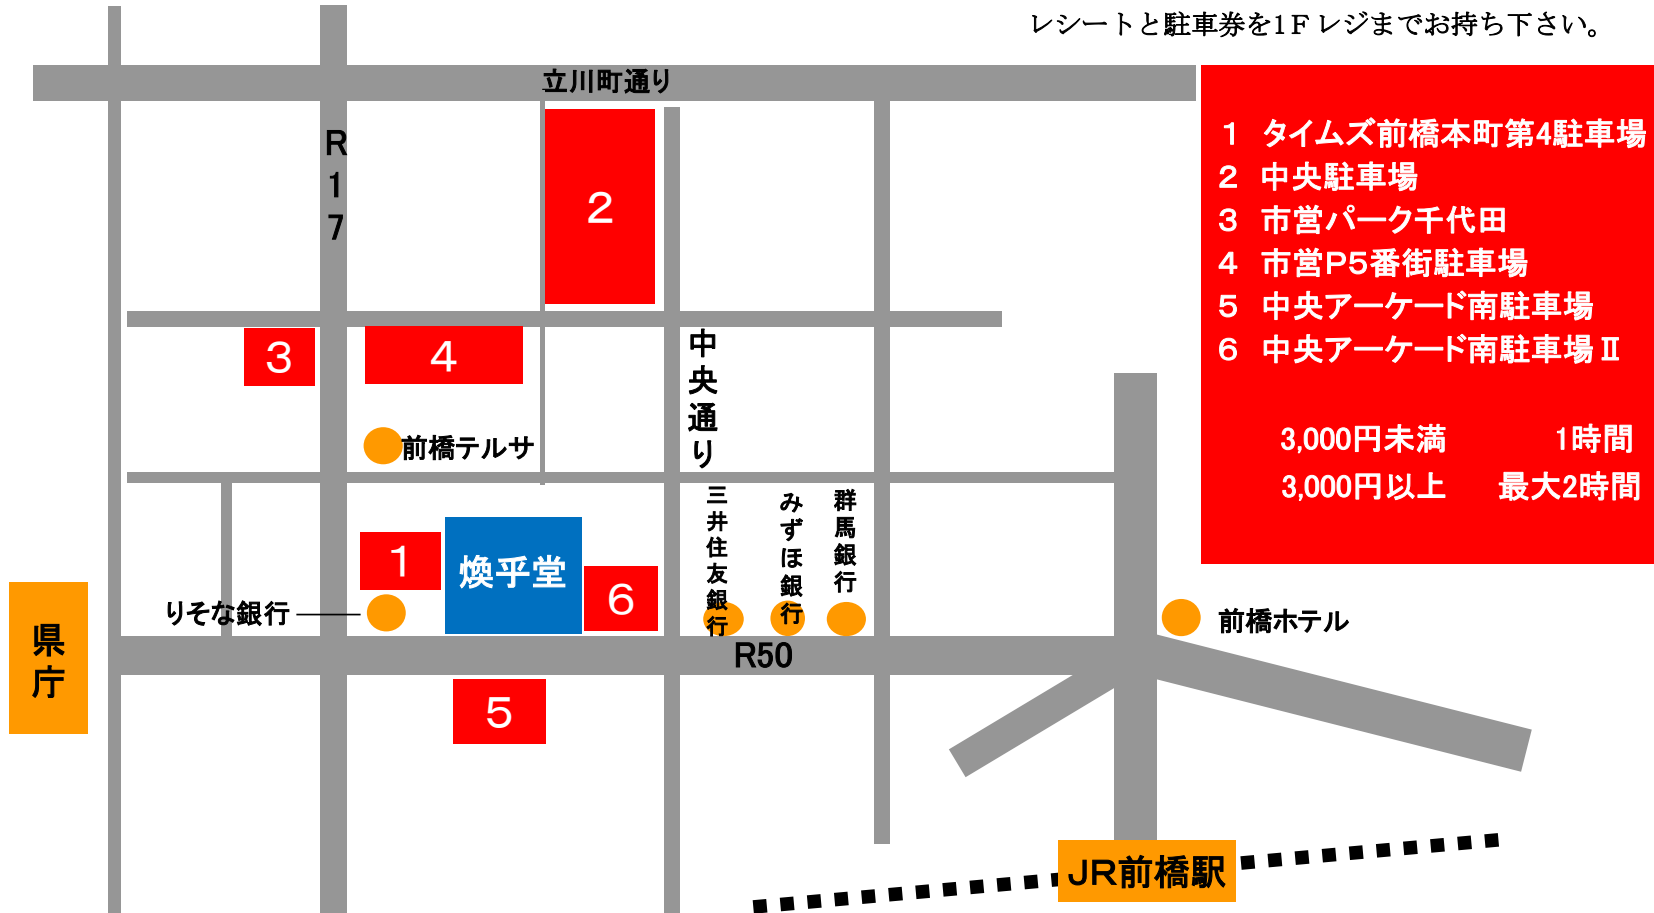 レシートと駐車券を1Fレジまでお持ち下さい。
立川町通り
R17
1 タイムズ前橋本町第4駐車場
2 中央駐車場
3 市営パーク千代田
4 市営P5番街駐車場
5 中央アーケード南駐車場
6 中央アーケード南駐車場Ⅱ
3,000円未満 1時間
3,000円以上 最大2時間
2
3
4
中央通り
前橋テルサ
三井住友銀行
みずほ銀行
群馬銀行
1
煥乎堂
6
りそな銀行
前橋ホテル
県庁
R50
5
JR前橋駅